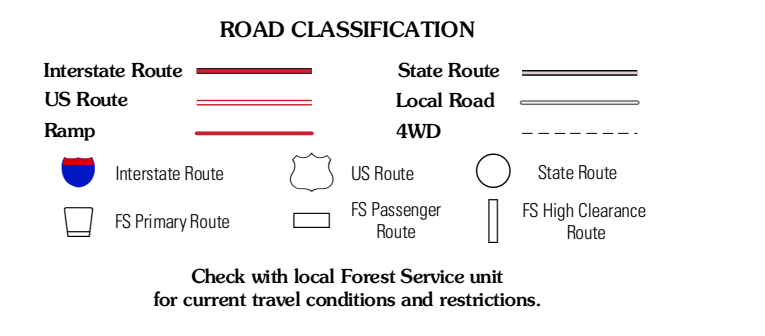 ROAD CLASSIFICATION
Interstate Route
State Route
US Route
Local Road
Ramp
4WD
Interstate Route
US Route
State Route
FS Primary Route
FS Passenger
Route
FS High Clearance
Route
Check with local Forest Service unit
for current travel conditions and restrictions.